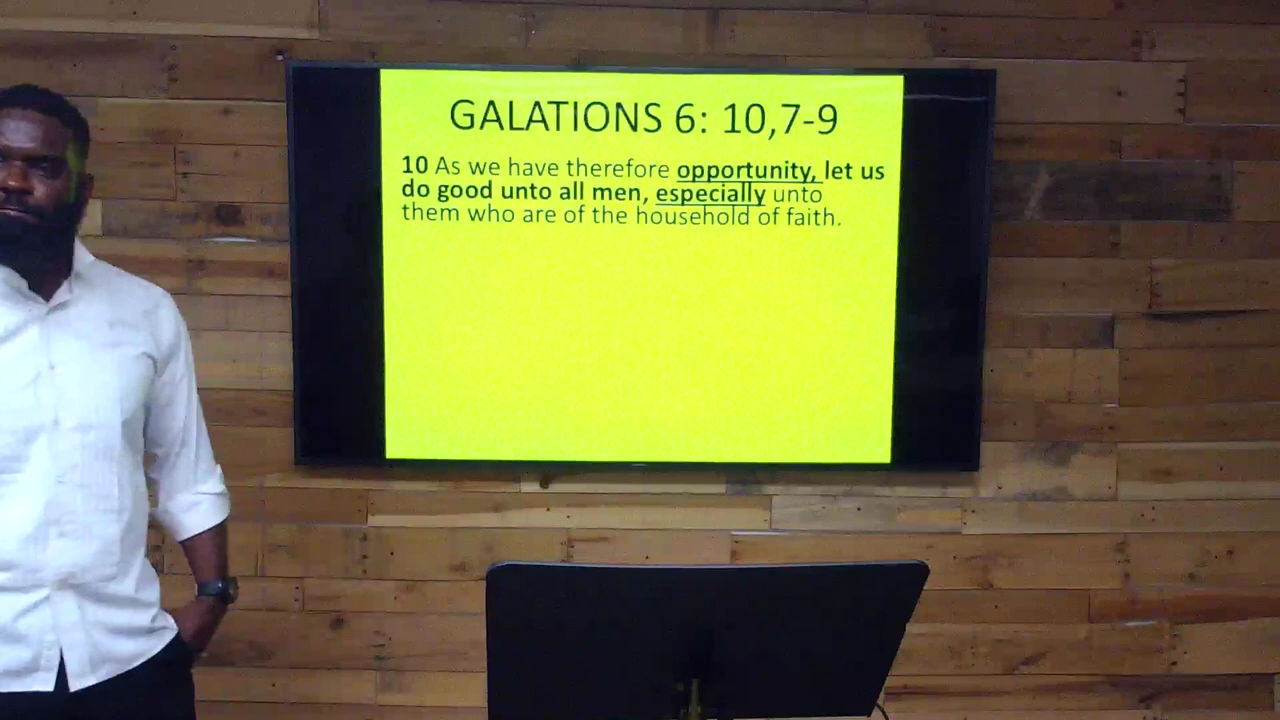 GALATIONS 6: 10,7-9
10 As we have therefore opportunity, let us
do good unto all men, especially unto
them who are of the household of faith.